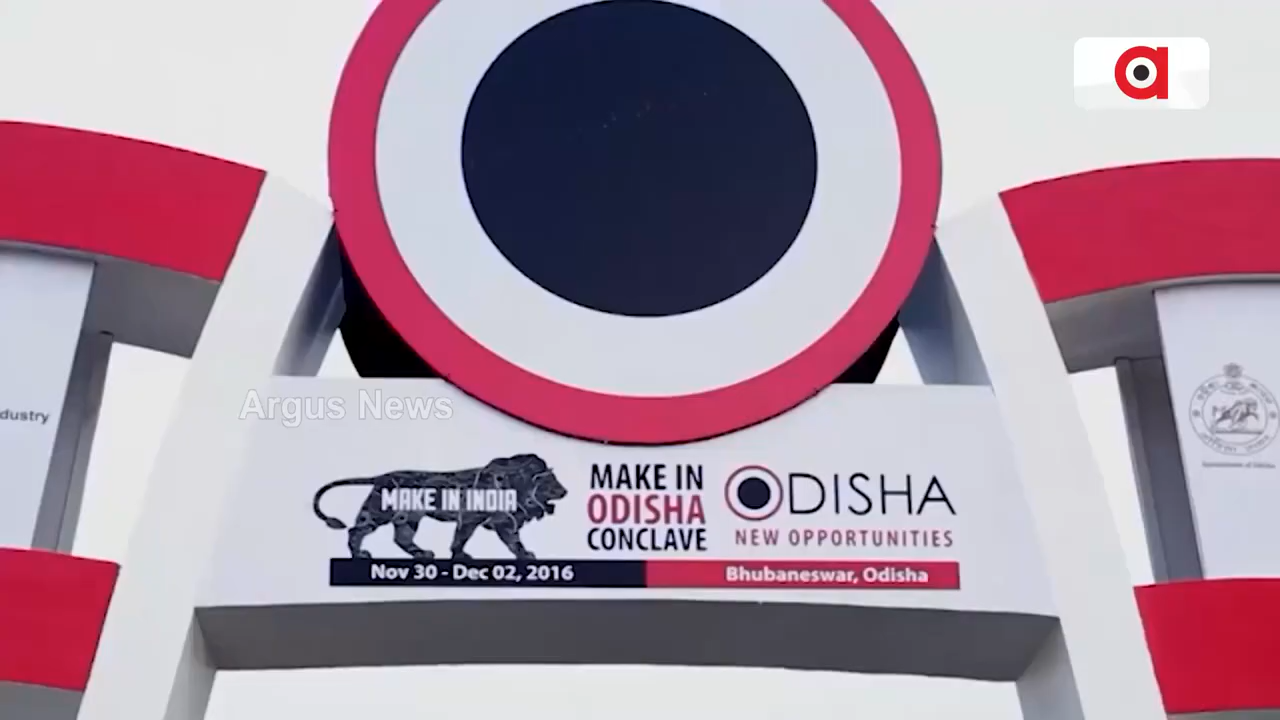 a
Argus News
dustry
MAKE IN INDIA
MAKE IN
ODISHA
CONCLAVE
ODISHA
NEW OPPORTUNITIES
Nov 30 - Dec 02, 2016
Bhubaneswar, Odisha